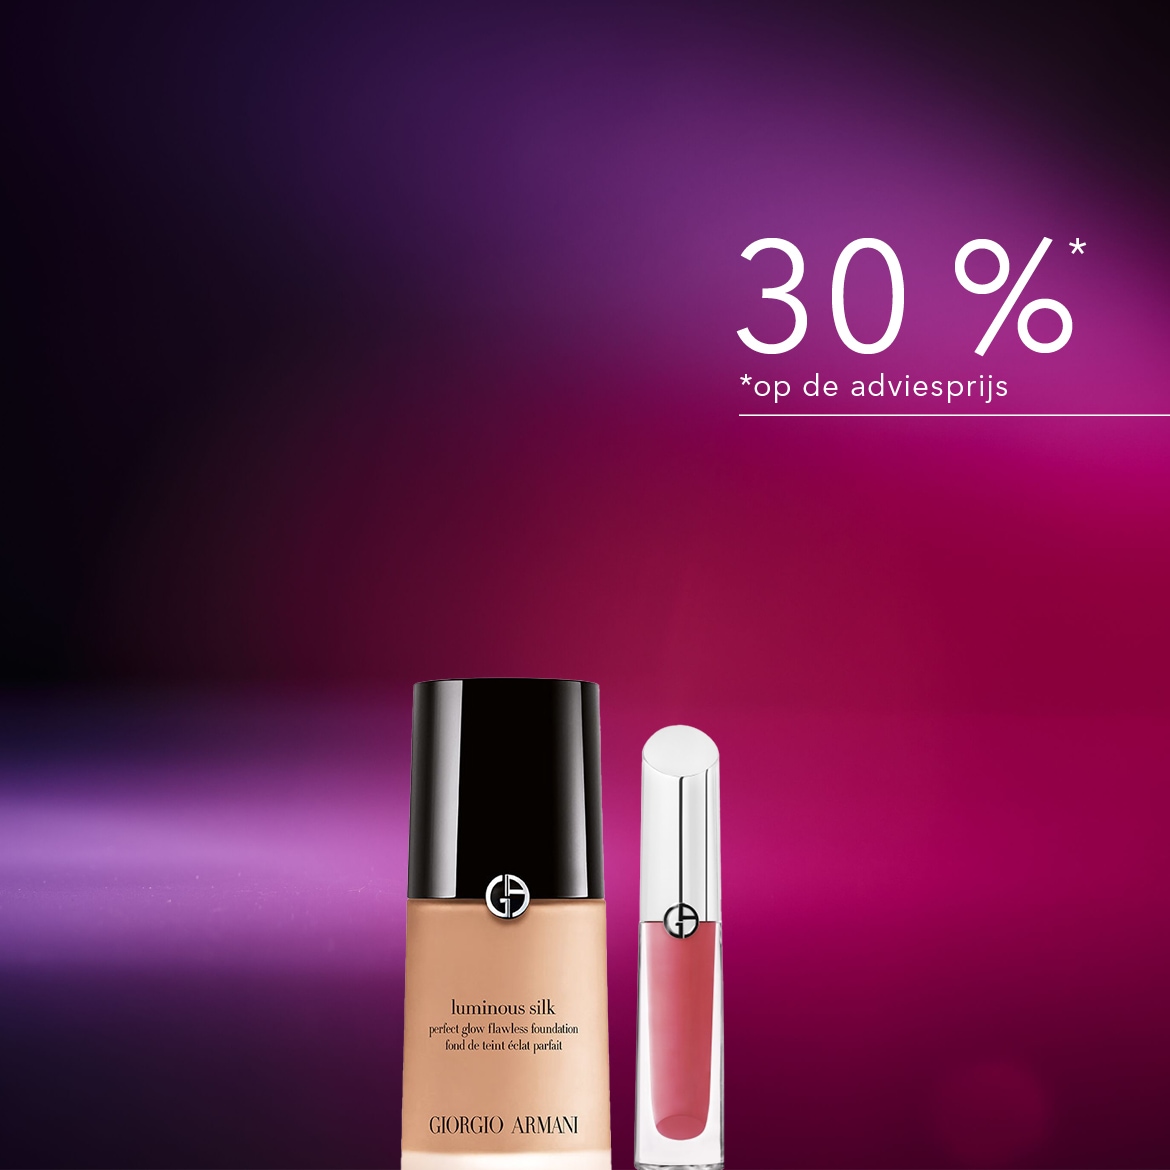 30 %*
*op de adviesprijs
luminous silk
perfect glow flawless foundation
fond de teint éclat parfait
GIORGIO ARMANI